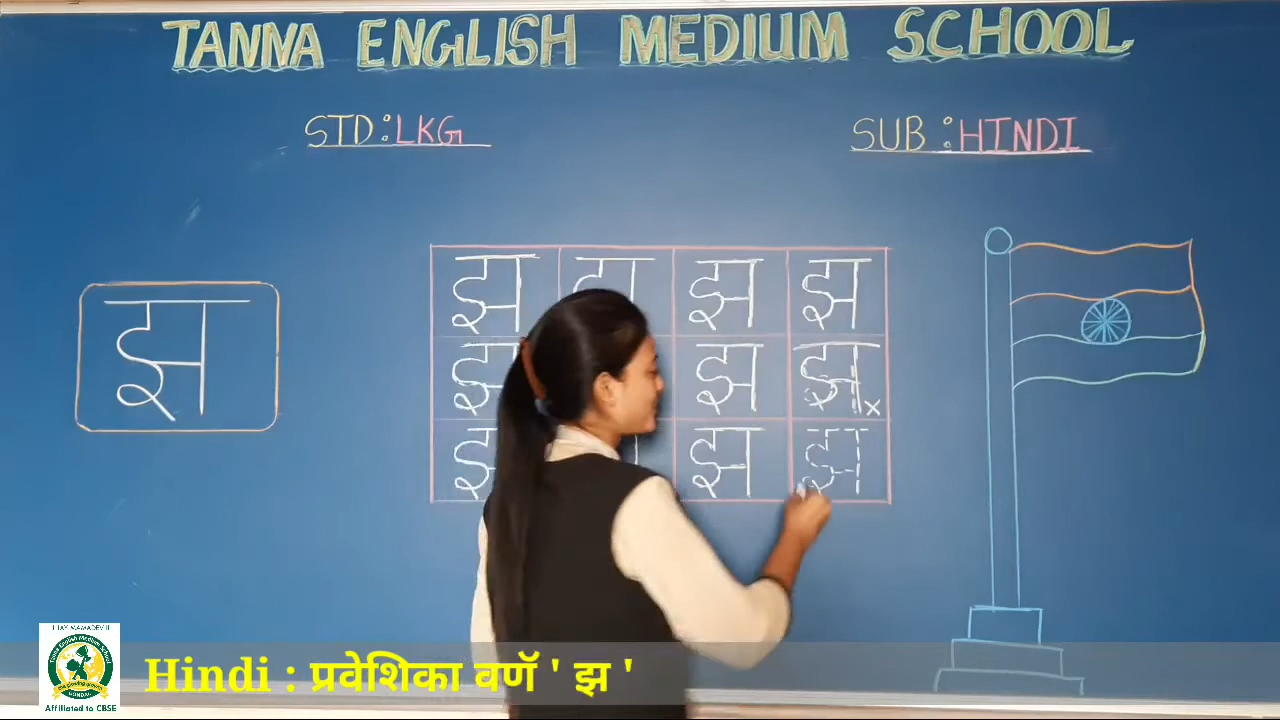 TANNA ENGLISH MEDIUM SCHOOL
STD:LKG
SUB:HINDI
झ
झ झ झ झ
झ झ झ
झ झ झ
Hindi : प्रवेशिका वर्ण ' झ '
Affiliated to CBSE